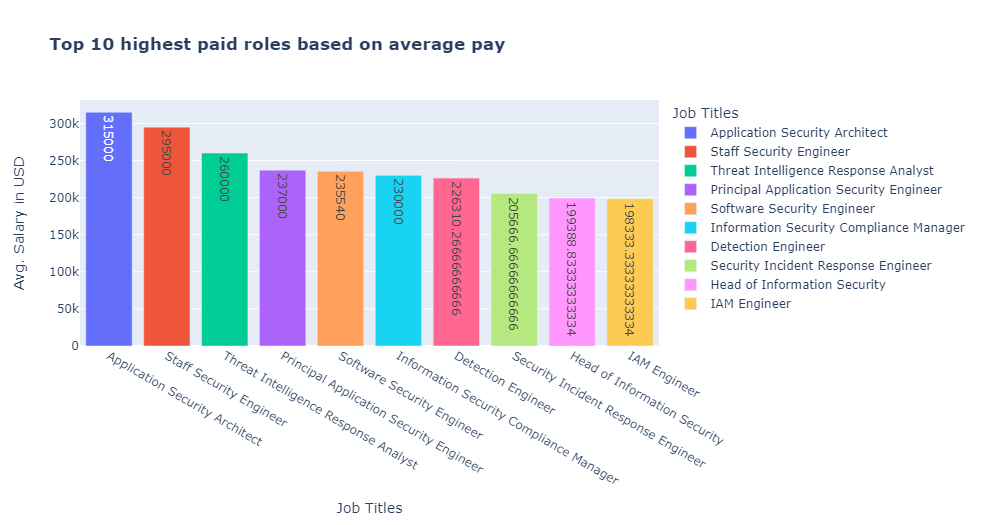 Top 10 highest paid roles based on average pay
Avg. Salary in USD
300k
250k
200k
150k
100k
50k
0
315000
295000
260000
237000
235540
230000
226310.26666666666
205666.66666666666
199388.83333333334
198333.33333333334
Application Security Architect
Staff Security Engineer
Threat Intelligence Response Analyst
Principal Application Security Engineer
Software Security Engineer
Information Security Compliance Manager
Detection Engineer
Security Incident Response Engineer
Head of Information Security
IAM Engineer
Job Titles
Job Titles
Application Security Architect
Staff Security Engineer
Threat Intelligence Response Analyst
Principal Application Security Engineer
Software Security Engineer
Information Security Compliance Manager
Detection Engineer
Security Incident Response Engineer
Head of Information Security
IAM Engineer